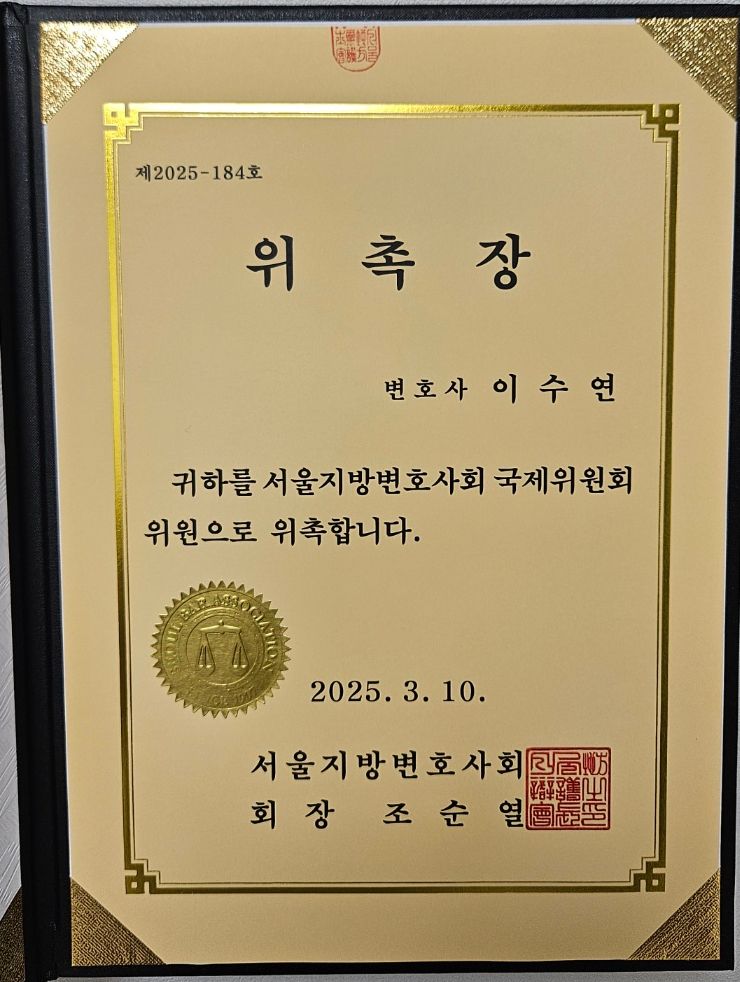 제2025-184호
위 촉 장
변호사 이 수 연
귀하를 서울지방변호사회 국제위원회
위원으로 위촉합니다.
SEOUL BAR ASSOCIATION
2025. 3. 10.
서울지방변호사회
회 장 조 순 열